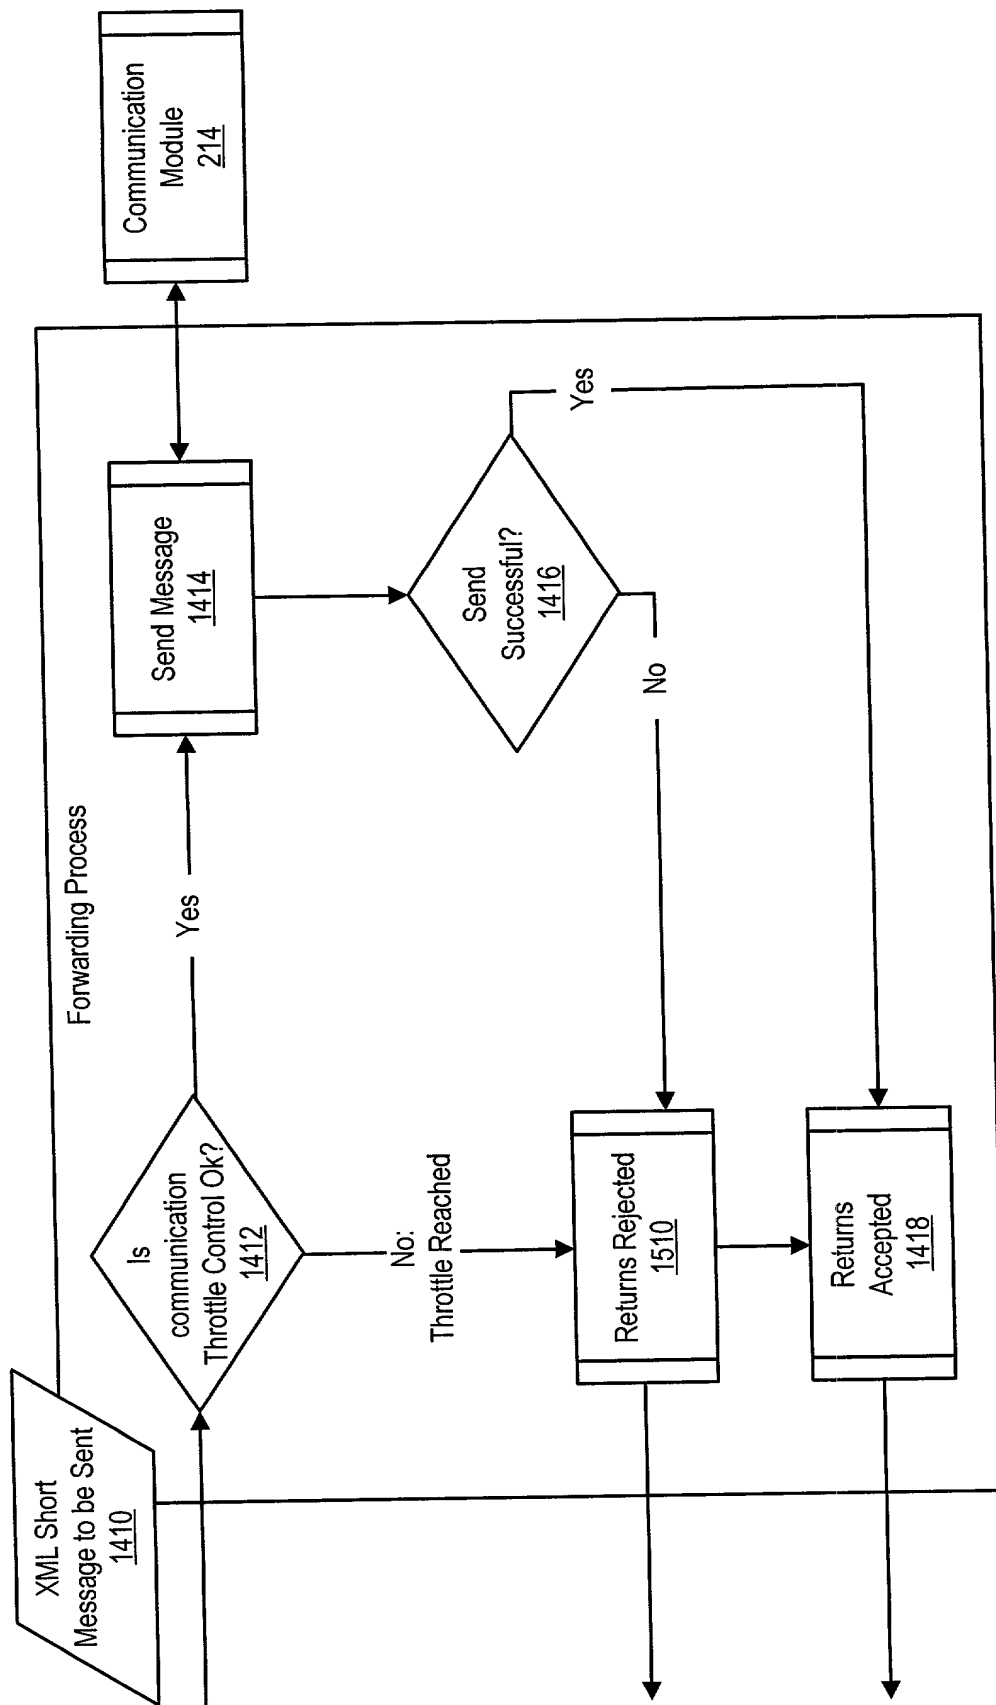 XML Short
Message to be Sent
1410
Forwarding Process
Is
communication
Throttle Control Ok?
1412
Yes
Send Message
1414
Communication
Module
214
No:
Throttle Reached
Send
Successful?
1416
Yes
No
Returns Rejected
1510
Returns
Accepted
1418